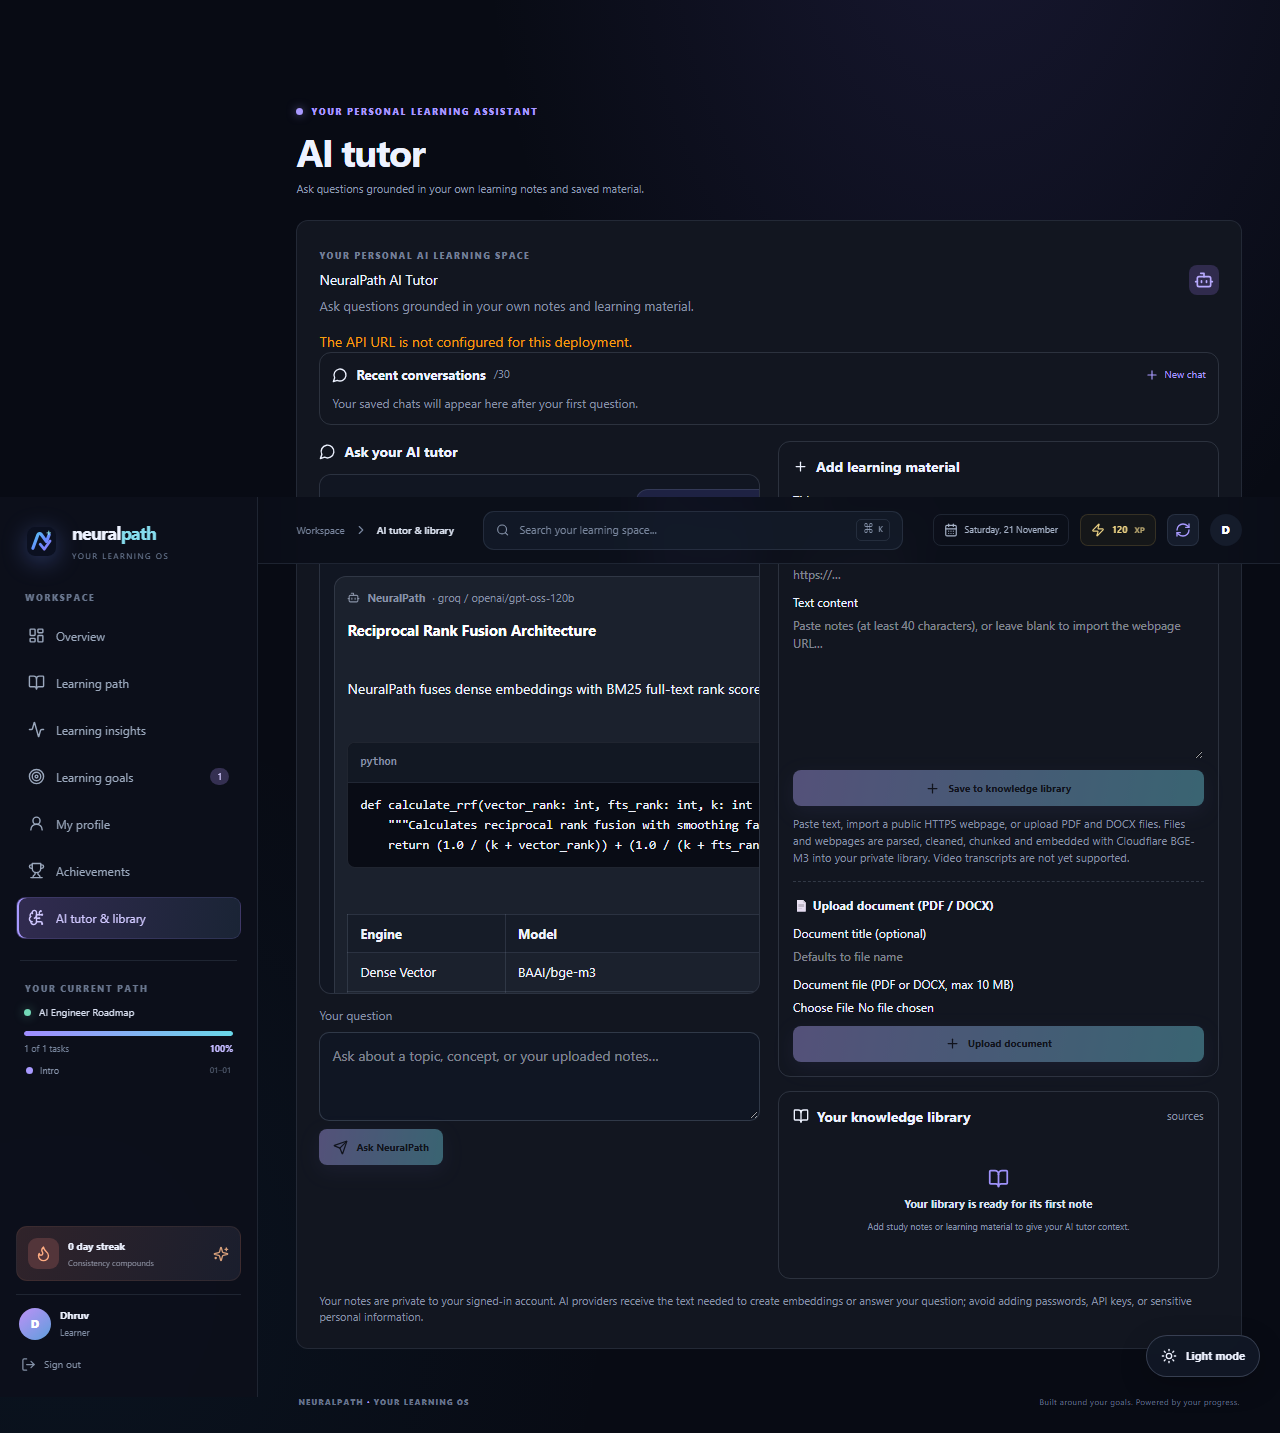 YOUR PERSONAL LEARNING ASSISTANT
AI tutor
Ask questions grounded in your own learning notes and saved material.
YOUR PERSONAL AI LEARNING SPACE
NeuralPath AI Tutor
Ask questions grounded in your own notes and learning material.
The API URL is not configured for this deployment.
Recent conversations /30
New chat
Your saved chats will appear here after your first question.
Ask your AI tutor
Add learning material
neuralpath
YOUR LEARNING OS
Workspace > AI tutor & library
Search your learning space...
⌘ K
Saturday, 21 November
120 XP
D
WORKSPACE
Overview
Learning path
Learning insights
Learning goals 1
My profile
Achievements
AI tutor & library
YOUR CURRENT PATH
AI Engineer Roadmap
1 of 1 tasks 100%
Intro 01-01
0 day streak
Consistency compounds
D
Dhruv
Learner
Sign out
NeuralPath · groq / openai/gpt-oss-120b
Reciprocal Rank Fusion Architecture
NeuralPath fuses dense embeddings with BM25 full-text rank score
python
def calculate_rrf(vector_rank: int, fts_rank: int, k: int
"""Calculates reciprocal rank fusion with smoothing fa
return (1.0 / (k + vector_rank)) + (1.0 / (k + fts_ran
Engine Model
Dense Vector BAAI/bge-m3
Your question
Ask about a topic, concept, or your uploaded notes...
Ask NeuralPath
https://...
Text content
Paste notes (at least 40 characters), or leave blank to import the webpage
URL...
Save to knowledge library
Paste text, import a public HTTPS webpage, or upload PDF and DOCX files. Files
and webpages are parsed, cleaned, chunked and embedded with Cloudflare BGE-
M3 into your private library. Video transcripts are not yet supported.
Upload document (PDF / DOCX)
Document title (optional)
Defaults to file name
Document file (PDF or DOCX, max 10 MB)
Choose File No file chosen
Upload document
Your knowledge library
sources
Your library is ready for its first note
Add study notes or learning material to give your AI tutor context.
Your notes are private to your signed-in account. AI providers receive the text needed to create embeddings or answer your question; avoid adding passwords, API keys, or sensitive
personal information.
Light mode
NEURALPATH • YOUR LEARNING OS
Built around your goals. Powered by your progress.